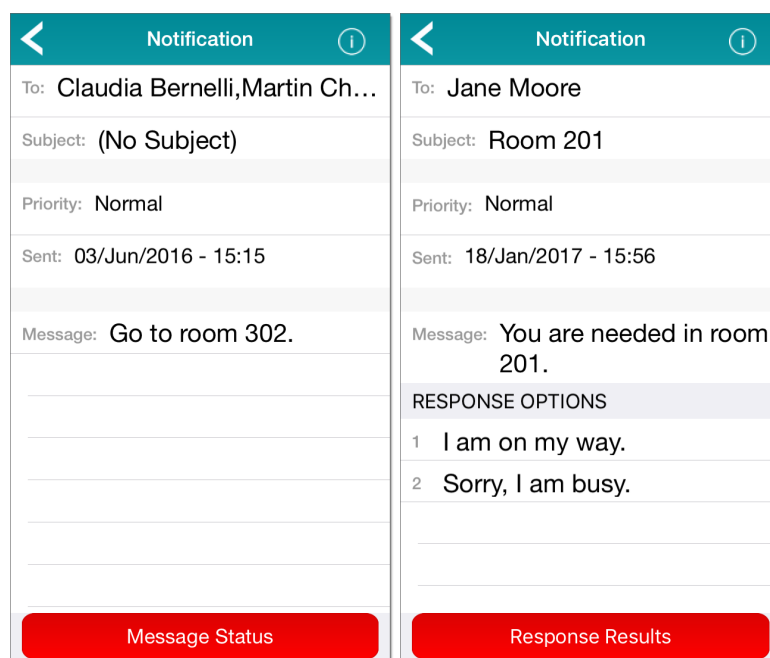 Notification
To: Claudia Bernelli,Martin Ch...
Subject: (No Subject)
Priority: Normal
Sent: 03/Jun/2016 - 15:15
Message: Go to room 302.
Message Status
Notification
To: Jane Moore
Subject: Room 201
Priority: Normal
Sent: 18/Jan/2017 - 15:56
Message: You are needed in room
201.
RESPONSE OPTIONS
1 I am on my way.
2 Sorry, I am busy.
Response Results